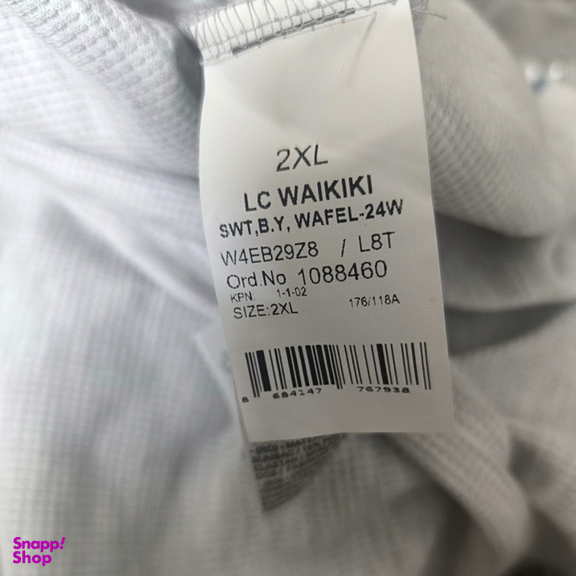 2XL
LC WAIKIKI
SWT,B.Y, WAFEL-24W
W4EB29Z8 / L8T
Ord.No 1088460
KPN: 1-1-02
SIZE:2XL 176/118A
8 684147 767938
Snapp!
Shop